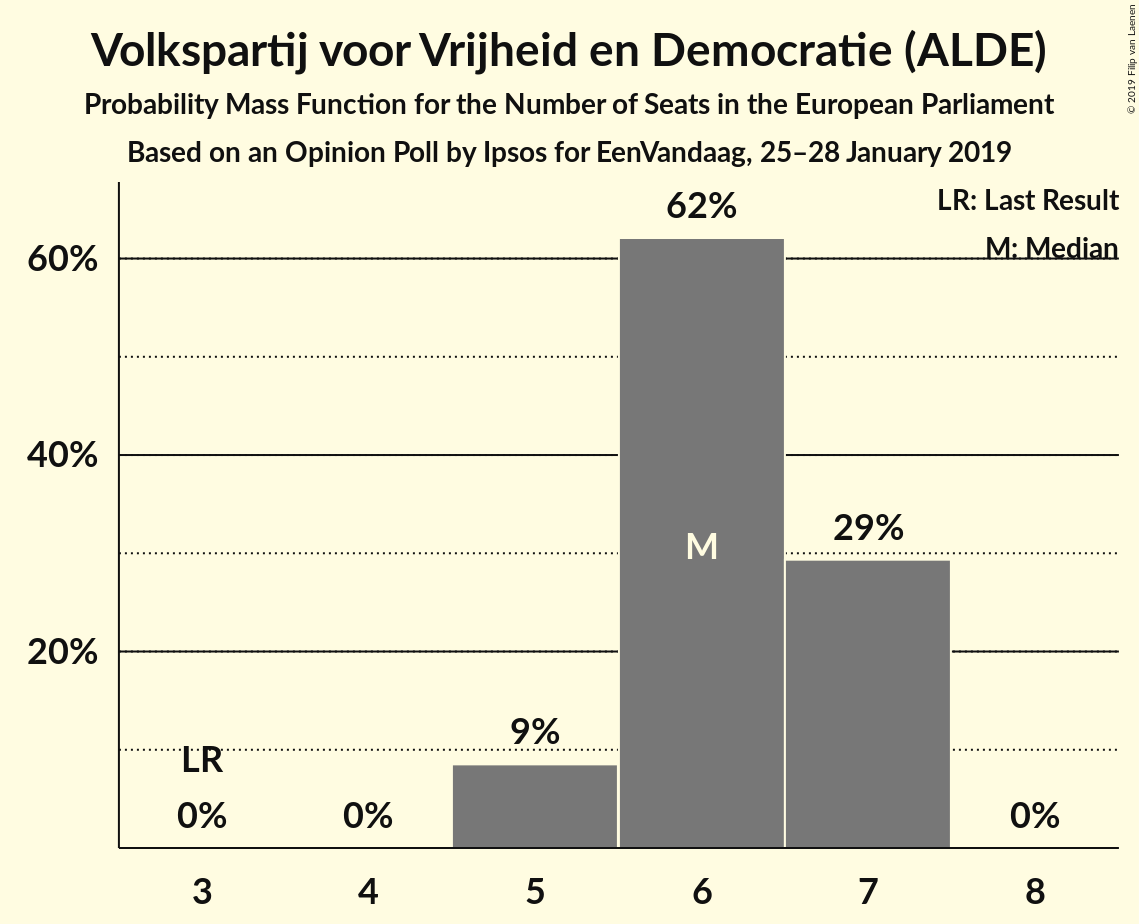 Volkspartij voor Vrijheid en Democratie (ALDE)
Probability Mass Function for the Number of Seats in the European Parliament
Based on an Opinion Poll by Ipsos for EenVandaag, 25–28 January 2019
© 2019 Filip van Laenen
LR: Last Result
M: Median
62%
60%
40%
M
29%
20%
9%
LR
0%
0%
0%
3
4
5
6
7
8